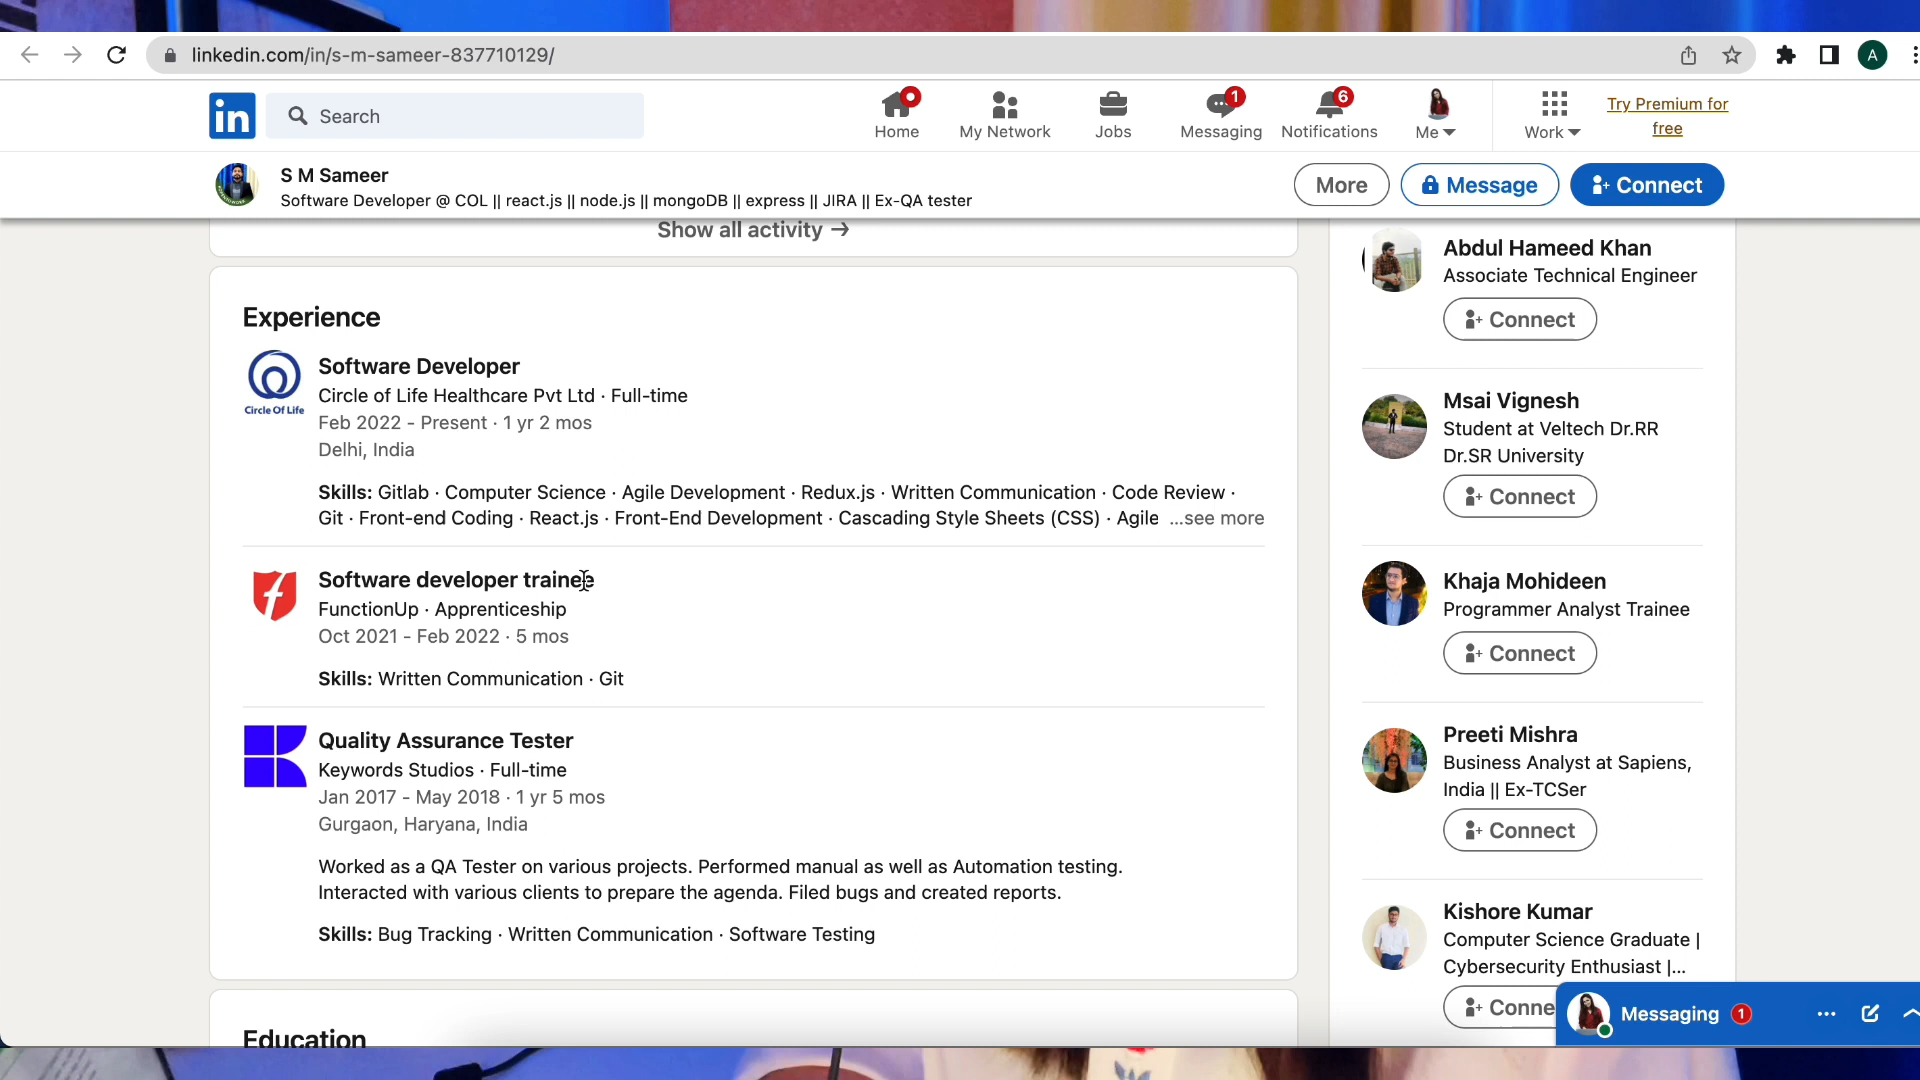 linkedin.com/in/s-m-sameer-837710129/
A
in
Search
Home
My Network
Jobs
1
Messaging
6
Notifications
Me
Work
Try Premium for
free
S M Sameer
Software Developer @ COL || react.js || node.js || mongoDB || express || JIRA || Ex-QA tester
More
Message
Connect
Show all activity →
Experience
Software Developer
Circle of Life Healthcare Pvt Ltd · Full-time
Feb 2022 - Present · 1 yr 2 mos
Delhi, India
Circle Of Life
Skills: Gitlab · Computer Science · Agile Development · Redux.js · Written Communication · Code Review ·
Git · Front-end Coding · React.js · Front-End Development · Cascading Style Sheets (CSS) · Agile ...see more
Software developer trainee
FunctionUp · Apprenticeship
Oct 2021 - Feb 2022 · 5 mos
Skills: Written Communication · Git
Quality Assurance Tester
Keywords Studios · Full-time
Jan 2017 - May 2018 · 1 yr 5 mos
Gurgaon, Haryana, India
Worked as a QA Tester on various projects. Performed manual as well as Automation testing.
Interacted with various clients to prepare the agenda. Filed bugs and created reports.
Skills: Bug Tracking · Written Communication · Software Testing
Education
Abdul Hameed Khan
Associate Technical Engineer
Connect
Msai Vignesh
Student at Veltech Dr.RR
Dr.SR University
Connect
Khaja Mohideen
Programmer Analyst Trainee
Connect
Preeti Mishra
Business Analyst at Sapiens,
India || Ex-TCSer
Connect
Kishore Kumar
Computer Science Graduate |
Cybersecurity Enthusiast |...
Conne
Messaging 1